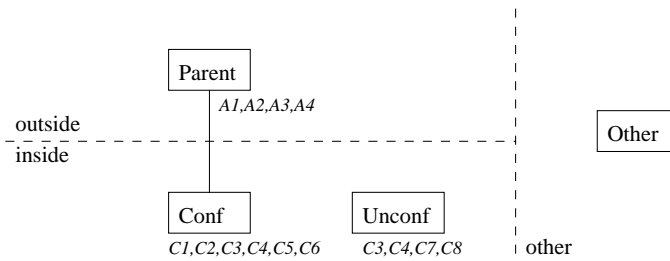 Parent
A1,A2,A3,A4
outside
inside
Other
Conf
Unconf
C1,C2,C3,C4,C5,C6
C3,C4,C7,C8
other